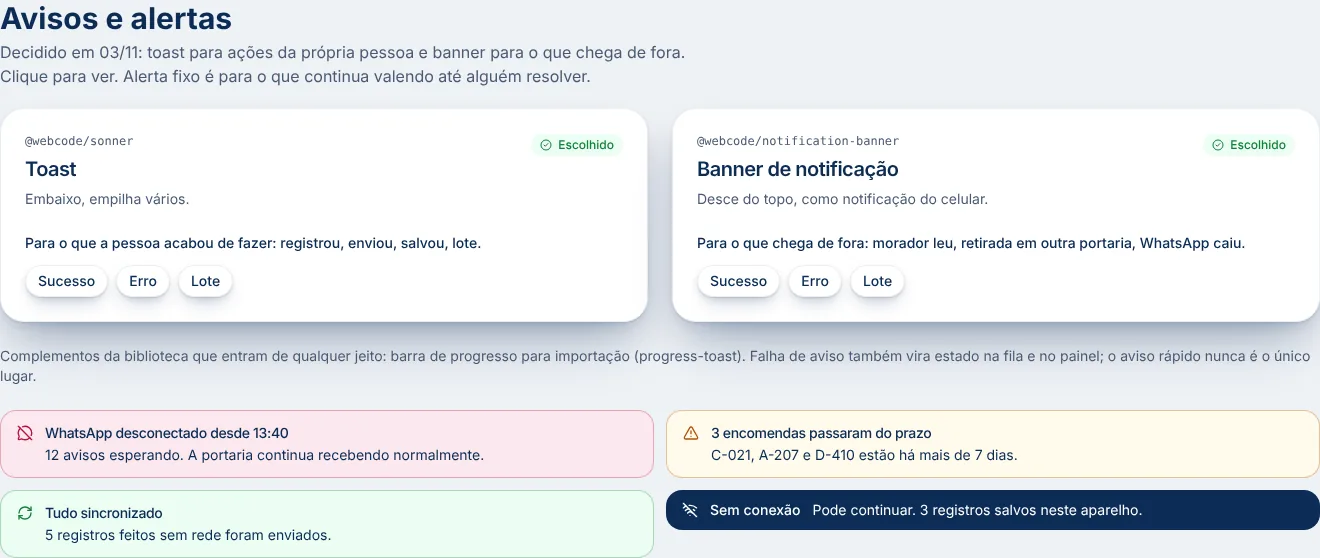 Avisos e alertas
Decidido em 03/11: toast para ações da própria pessoa e banner para o que chega de fora.
Clique para ver. Alerta fixo é para o que continua valendo até alguém resolver.
@webcode/sonner
Escolhido
Toast
Embaixo, empilha vários.
Para o que a pessoa acabou de fazer: registrou, enviou, salvou, lote.
Sucesso
Erro
Lote
@webcode/notification-banner
Escolhido
Banner de notificação
Desce do topo, como notificação do celular.
Para o que chega de fora: morador leu, retirada em outra portaria, WhatsApp caiu.
Sucesso
Erro
Lote
Complementos da biblioteca que entram de qualquer jeito: barra de progresso para importação (progress-toast). Falha de aviso também vira estado na fila e no painel; o aviso rápido nunca é o único
lugar.
WhatsApp desconectado desde 13:40
12 avisos esperando. A portaria continua recebendo normalmente.
3 encomendas passaram do prazo
C-021, A-207 e D-410 estão há mais de 7 dias.
Tudo sincronizado
5 registros feitos sem rede foram enviados.
Sem conexão Pode continuar. 3 registros salvos neste aparelho.